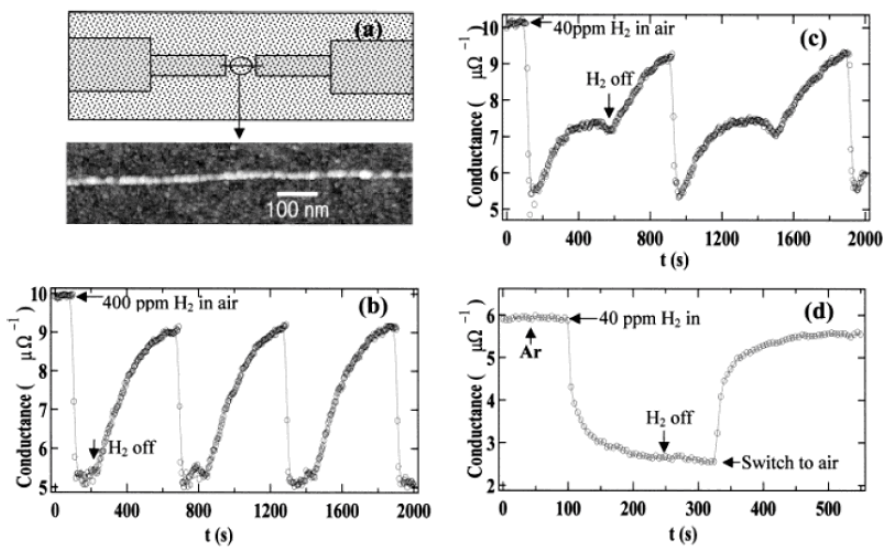 (a)
100 nm
(b)
Conductance ( μΩ⁻¹)
10
9
8
7
6
5
400 ppm H₂ in air
H₂ off
0 400 800 1200 1600 2000
t (s)
(c)
Conductance ( μΩ⁻¹)
10
9
8
7
6
5
40ppm H₂ in air
H₂ off
0 400 800 1200 1600 2000
t (s)
(d)
Conductance ( μΩ⁻¹)
6
5
4
3
2
40 ppm H₂ in
Ar
H₂ off
Switch to air
0 100 200 300 400 500
t (s)